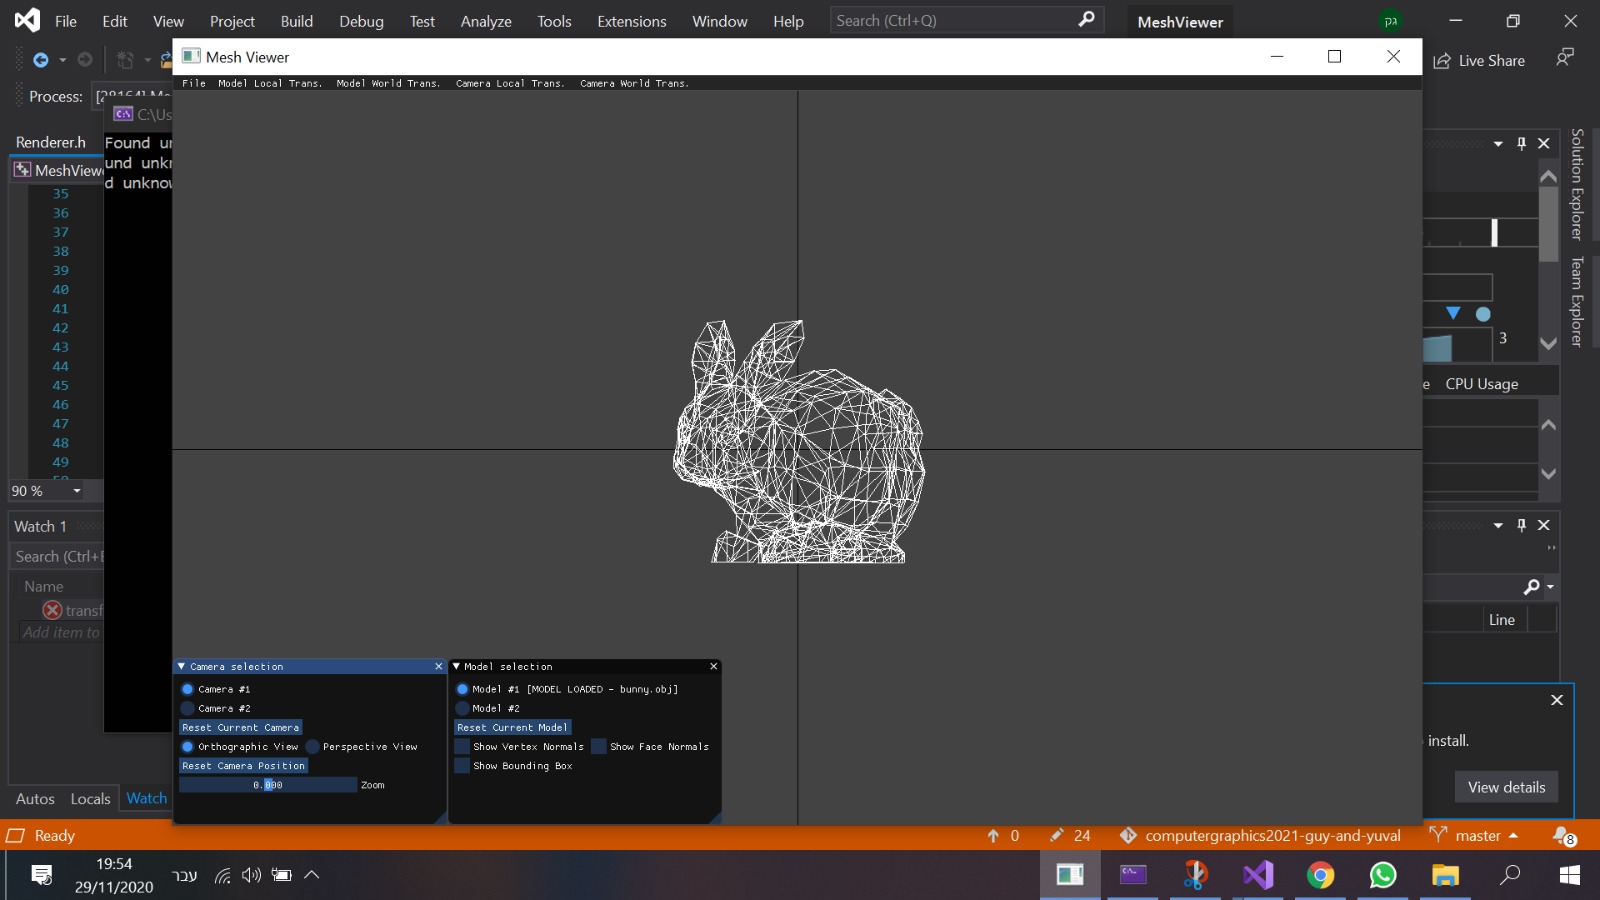 File Edit View Project Build Debug Test Analyze Tools Extensions Window Help Search (Ctrl+Q) MeshViewer גק
Mesh Viewer
Live Share
File Model Local Trans. Model World Trans. Camera Local Trans. Camera World Trans.
Process: [28164]
C:\Us
Renderer.h
Found un
und unkn
d unknow
MeshViewe
35
36
37
38
39
40
41
42
43
44
45
46
47
48
49
90 %
Watch 1
Search (Ctrl+E
Name
transf
Add item to
Autos Locals Watch
Solution Explorer
Team Explorer
3
e CPU Usage
Line
install.
View details
Camera selection
Camera #1
Camera #2
Reset Current Camera
Orthographic View Perspective View
Reset Camera Position
0.000 Zoom
Model selection
Model #1 [MODEL LOADED - bunny.obj]
Model #2
Reset Current Model
Show Vertex Normals Show Face Normals
Show Bounding Box
Ready 0 24 computergraphics2021-guy-and-yuval master 8
19:54
29/11/2020
עבר